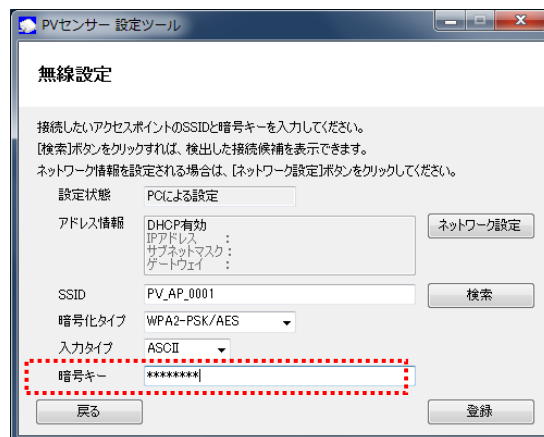 PVセンサー 設定ツール
無線設定
接続したいアクセスポイントのSSIDと暗号キーを入力してください。
[検索]ボタンをクリックすれば、検出した接続候補を表示できます。
ネットワーク情報を設定される場合は、[ネットワーク設定]ボタンをクリックしてください。
設定状態 PCによる設定
アドレス情報 DHCP有効 ネットワーク設定
IPアドレス :
サブネットマスク :
ゲートウェイ :
SSID PV_AP_0001 検索
暗号化タイプ WPA2-PSK/AES
入力タイプ ASCII
暗号キー ********
戻る 登録